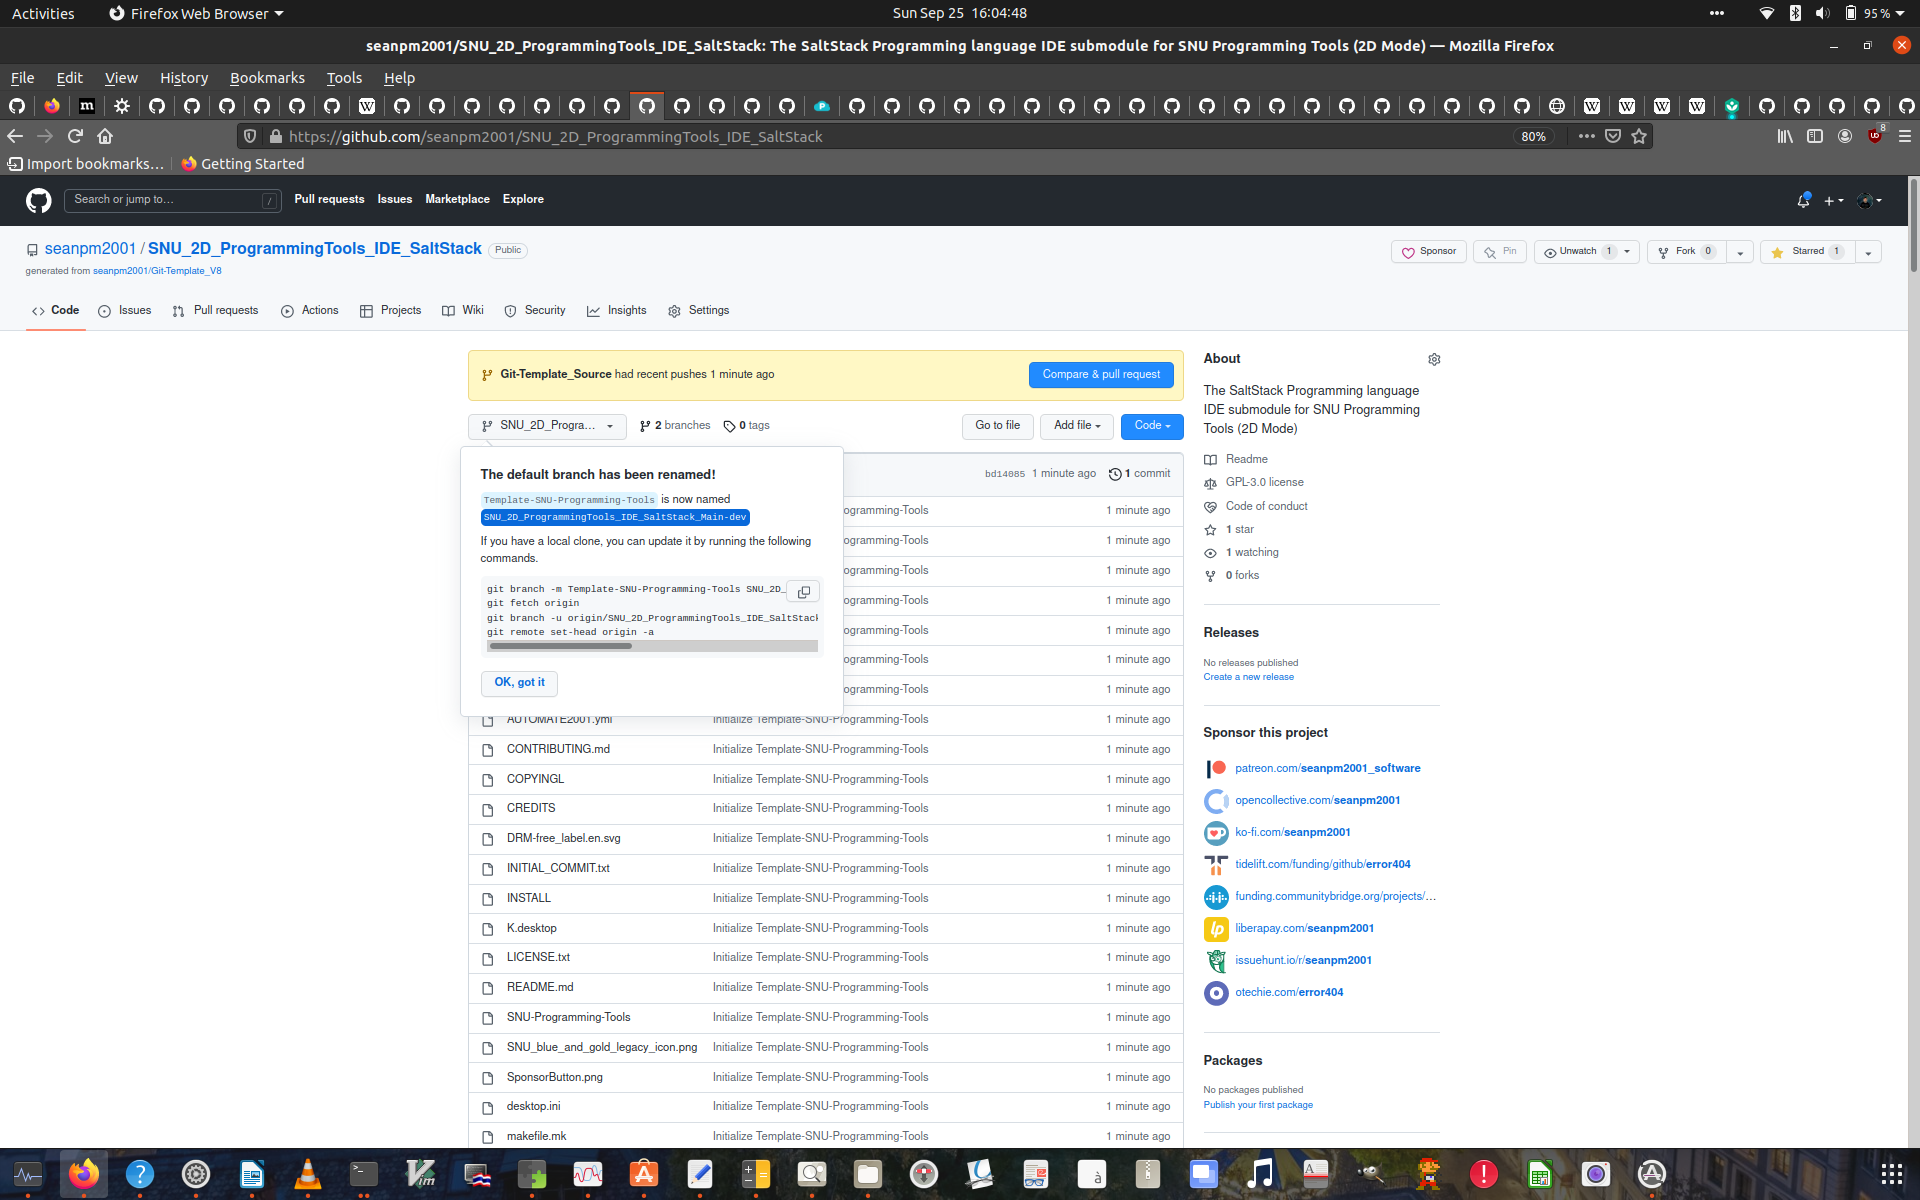 Activities
Firefox Web Browser
Sun Sep 25 16:04:48
95 %
seanpm2001/SNU_2D_ProgrammingTools_IDE_SaltStack: The SaltStack Programming language IDE submodule for SNU Programming Tools (2D Mode) — Mozilla Firefox
File Edit View History Bookmarks Tools Help
https://github.com/seanpm2001/SNU_2D_ProgrammingTools_IDE_SaltStack
80%
8
Import bookmarks...
Getting Started
Search or jump to...
/
Pull requests Issues Marketplace Explore
seanpm2001 / SNU_2D_ProgrammingTools_IDE_SaltStack Public
generated from seanpm2001/Git-Template_V8
Sponsor Pin Unwatch 1 Fork 0 Starred 1
Code Issues Pull requests Actions Projects Wiki Security Insights Settings
Git-Template_Source had recent pushes 1 minute ago
Compare & pull request
SNU_2D_Progra... 2 branches 0 tags
Go to file Add file Code
bd14085 1 minute ago 1 commit
The default branch has been renamed!
Template-SNU-Programming-Tools is now named
SNU_2D_ProgrammingTools_IDE_SaltStack_Main-dev
If you have a local clone, you can update it by running the following
commands.
git branch -m Template-SNU-Programming-Tools SNU_2D_
git fetch origin
git branch -u origin/SNU_2D_ProgrammingTools_IDE_SaltStack
git remote set-head origin -a
OK, got it
ogramming-Tools 1 minute ago
ogramming-Tools 1 minute ago
ogramming-Tools 1 minute ago
ogramming-Tools 1 minute ago
ogramming-Tools 1 minute ago
ogramming-Tools 1 minute ago
ogramming-Tools 1 minute ago
AUTOMATE2001.yml Initialize Template-SNU-Programming-Tools 1 minute ago
CONTRIBUTING.md Initialize Template-SNU-Programming-Tools 1 minute ago
COPYINGL Initialize Template-SNU-Programming-Tools 1 minute ago
CREDITS Initialize Template-SNU-Programming-Tools 1 minute ago
DRM-free_label.en.svg Initialize Template-SNU-Programming-Tools 1 minute ago
INITIAL_COMMIT.txt Initialize Template-SNU-Programming-Tools 1 minute ago
INSTALL Initialize Template-SNU-Programming-Tools 1 minute ago
K.desktop Initialize Template-SNU-Programming-Tools 1 minute ago
LICENSE.txt Initialize Template-SNU-Programming-Tools 1 minute ago
README.md Initialize Template-SNU-Programming-Tools 1 minute ago
SNU-Programming-Tools Initialize Template-SNU-Programming-Tools 1 minute ago
SNU_blue_and_gold_legacy_icon.png Initialize Template-SNU-Programming-Tools 1 minute ago
SponsorButton.png Initialize Template-SNU-Programming-Tools 1 minute ago
desktop.ini Initialize Template-SNU-Programming-Tools 1 minute ago
makefile.mk Initialize Template-SNU-Programming-Tools 1 minute ago
About
The SaltStack Programming language
IDE submodule for SNU Programming
Tools (2D Mode)
Readme
GPL-3.0 license
Code of conduct
1 star
1 watching
0 forks
Releases
No releases published
Create a new release
Sponsor this project
patreon.com/seanpm2001_software
opencollective.com/seanpm2001
ko-fi.com/seanpm2001
tidelift.com/funding/github/error404
funding.communitybridge.org/projects/...
liberapay.com/seanpm2001
issuehunt.io/r/seanpm2001
otechie.com/error404
Packages
No packages published
Publish your first package